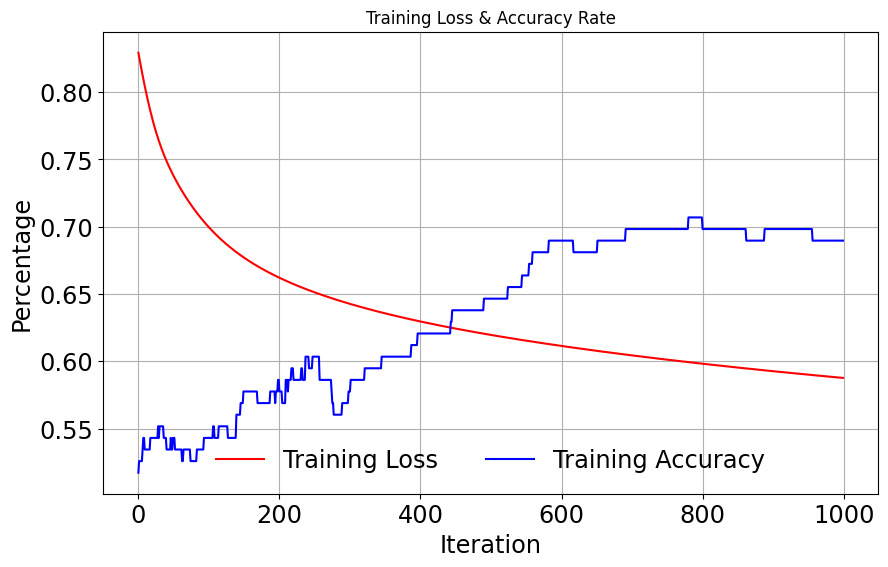 Training Loss & Accuracy Rate
0.80
0.75
0.70
0.65
0.60
0.55
Percentage
Training Loss Training Accuracy
0 200 400 600 800 1000
Iteration